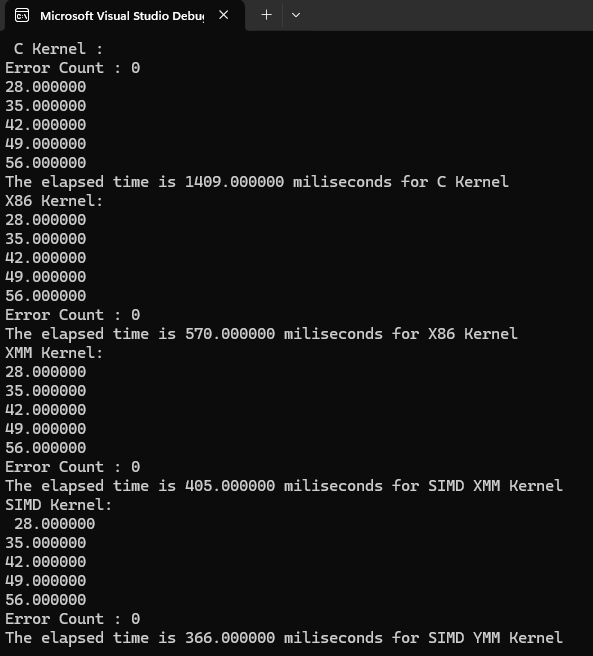 Microsoft Visual Studio Debug
C Kernel :
Error Count : 0
28.000000
35.000000
42.000000
49.000000
56.000000
The elapsed time is 1409.000000 miliseconds for C Kernel
X86 Kernel:
28.000000
35.000000
42.000000
49.000000
56.000000
Error Count : 0
The elapsed time is 570.000000 miliseconds for X86 Kernel
XMM Kernel:
28.000000
35.000000
42.000000
49.000000
56.000000
Error Count : 0
The elapsed time is 405.000000 miliseconds for SIMD XMM Kernel
SIMD Kernel:
28.000000
35.000000
42.000000
49.000000
56.000000
Error Count : 0
The elapsed time is 366.000000 miliseconds for SIMD YMM Kernel